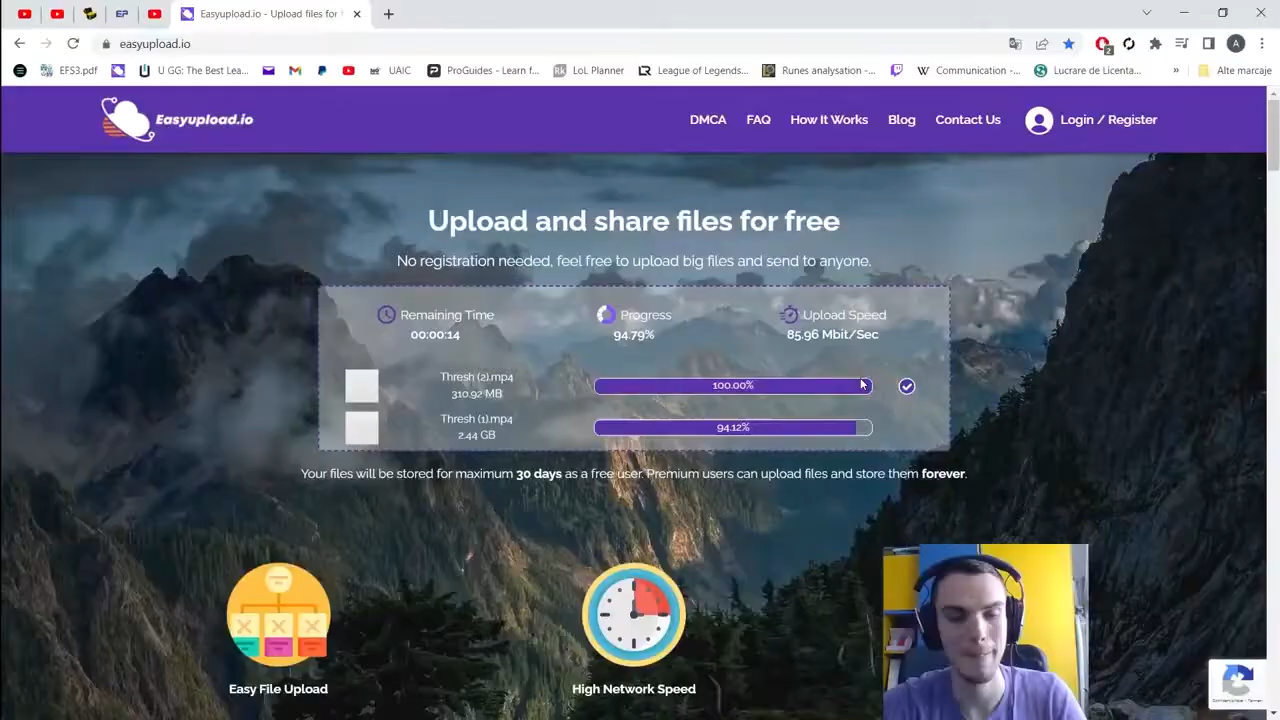 Easyupload.io - Upload files for
easyupload.io
EFS3.pdf
U GG: The Best Lea...
UAIC
ProGuides - Learn f...
LoL Planner
League of Legends...
Runes analysation -...
Communication -...
Lucrare de Licenta...
»
Alte marcaje
Easyupload.io
DMCA
FAQ
How It Works
Blog
Contact Us
Login / Register
Upload and share files for free
No registration needed, feel free to upload big files and send to anyone.
Remaining Time
Progress
Upload Speed
00:00:14
94.79%
85.96 Mbit/Sec
Thresh (2).mp4
310.92 MB
100.00%
Thresh (1).mp4
2.44 GB
94.12%
Your files will be stored for maximum 30 days as a free user. Premium users can upload files and store them forever.
Easy File Upload
High Network Speed